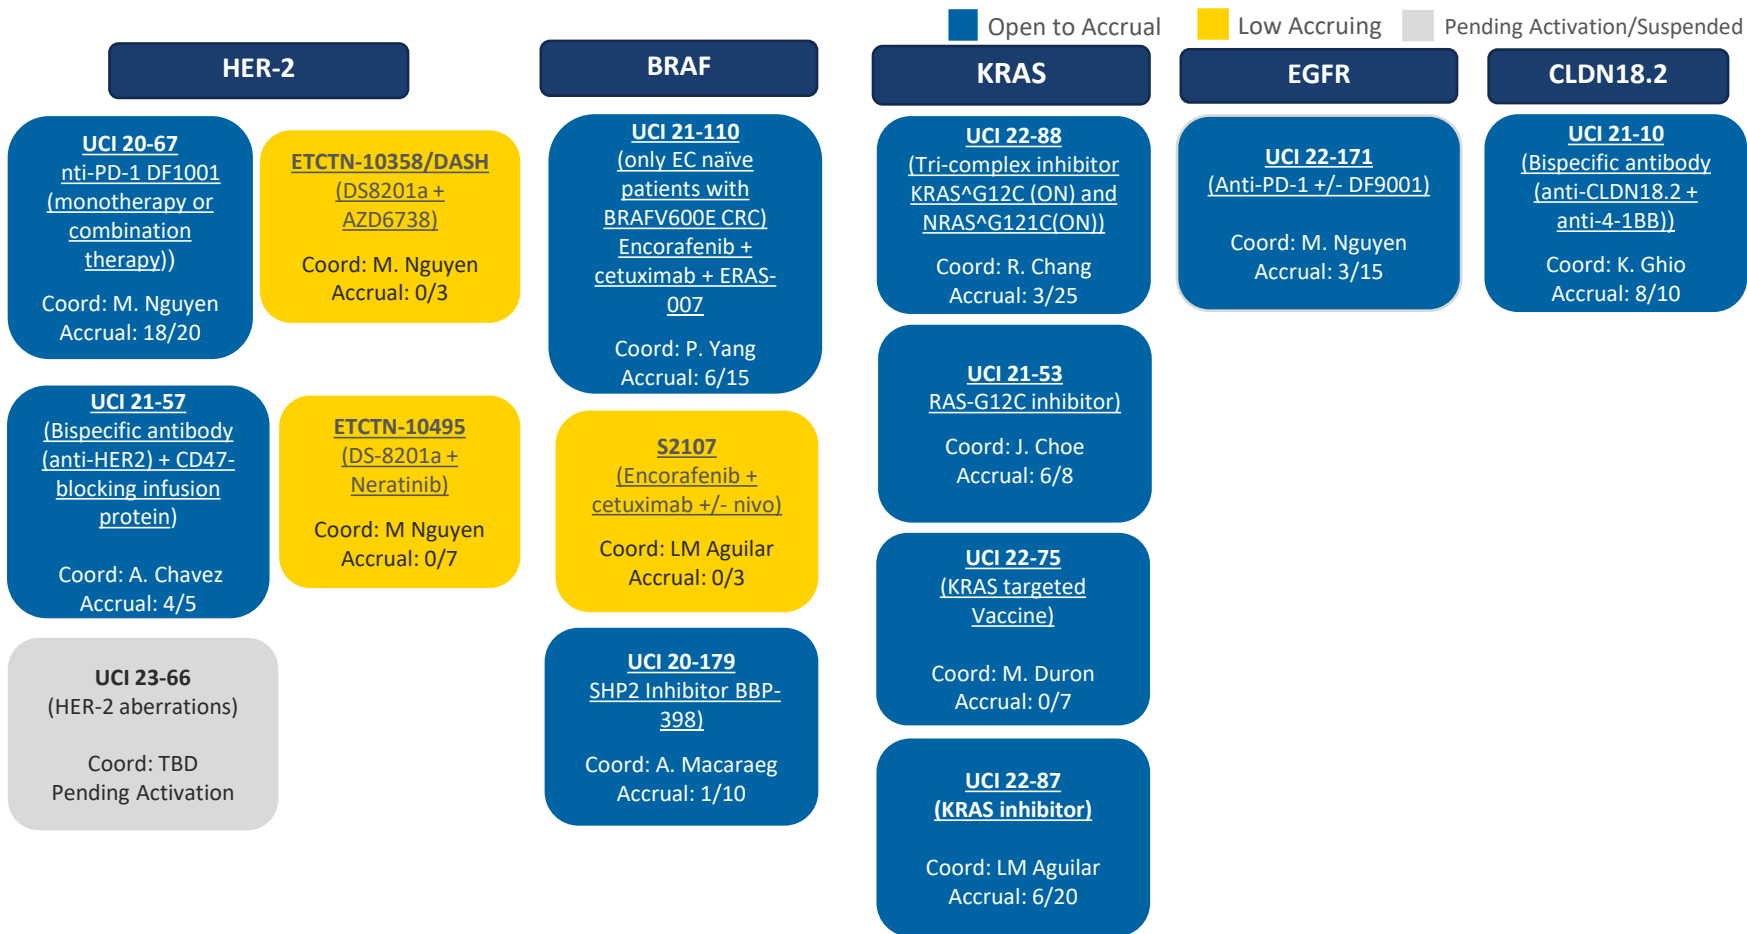 Open to Accrual
Low Accruing
Pending Activation/Suspended
HER-2
BRAF
KRAS
EGFR
CLDN18.2
UCI 20-67
nti-PD-1 DF1001
(monotherapy or
combination
therapy))
Coord: M. Nguyen
Accrual: 18/20
ETCTN-10358/DASH
(DS8201a +
AZD6738)
Coord: M. Nguyen
Accrual: 0/3
UCI 21-57
(Bispecific antibody
(anti-HER2) + CD47-
blocking infusion
protein)
Coord: A. Chavez
Accrual: 4/5
ETCTN-10495
(DS-8201a +
Neratinib)
Coord: M Nguyen
Accrual: 0/7
UCI 23-66
(HER-2 aberrations)
Coord: TBD
Pending Activation
UCI 21-110
(only EC naïve
patients with
BRAFV600E CRC)
Encorafenib +
cetuximab + ERAS-
007
Coord: P. Yang
Accrual: 6/15
S2107
(Encorafenib +
cetuximab +/- nivo)
Coord: LM Aguilar
Accrual: 0/3
UCI 20-179
SHP2 Inhibitor BBP-
398)
Coord: A. Macaraeg
Accrual: 1/10
UCI 22-88
(Tri-complex inhibitor
KRAS^G12C (ON) and
NRAS^G121C(ON))
Coord: R. Chang
Accrual: 3/25
UCI 21-53
RAS-G12C inhibitor)
Coord: J. Choe
Accrual: 6/8
UCI 22-75
(KRAS targeted
Vaccine)
Coord: M. Duron
Accrual: 0/7
UCI 22-87
(KRAS inhibitor)
Coord: LM Aguilar
Accrual: 6/20
UCI 22-171
(Anti-PD-1 +/- DF9001)
Coord: M. Nguyen
Accrual: 3/15
UCI 21-10
(Bispecific antibody
(anti-CLDN18.2 +
anti-4-1BB))
Coord: K. Ghio
Accrual: 8/10